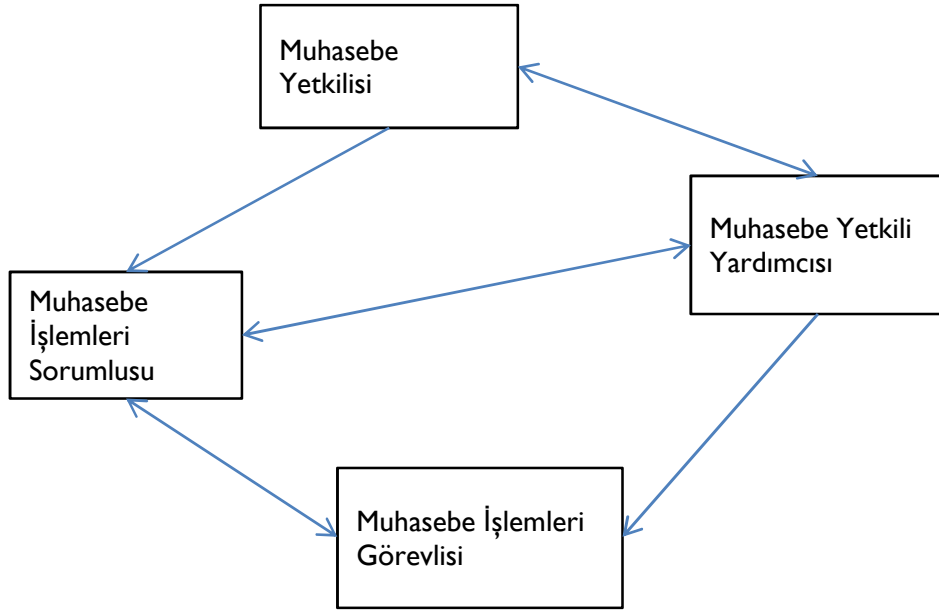 Muhasebe
Yetkilisi
Muhasebe Yetkili
Yardımcısı
Muhasebe
İşlemleri
Sorumlusu
Muhasebe İşlemleri
Görevlisi